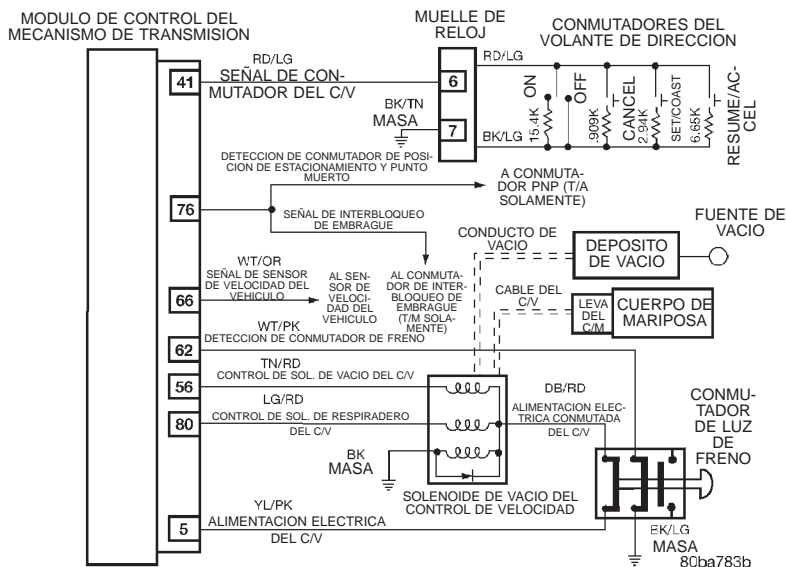 MODULO DE CONTROL DEL
MECANISMO DE TRANSMISION
MUELLE DE
RELOJ
CONMUTADORES DEL
VOLANTE DE DIRECCION
41
RD/LG
SEÑAL DE CON-
MUTADOR DEL C/V
6
RD/LG
BK/TN
MASA
7
BK/LG
ON
OFF
15.4K
.909K
CANCEL
2.94K
SET/COAST
6.65K
RESUME/AC-
CEL
DETECCION DE CONMUTADOR DE POSI-
CION DE ESTACIONAMIENTO Y PUNTO
MUERTO
76
A CONMUTA-
DOR PNP (T/A
SOLAMENTE)
SEÑAL DE INTERBLOQUEO
DE EMBRAGUE
FUENTE DE
VACIO
CONDUCTO DE
VACIO
DEPOSITO
DE VACIO
WT/OR
66
SEÑAL DE SENSOR
DE VELOCIDAD DEL
VEHICULO
AL SEN-
SOR DE
VELOCI-
DAD DEL
VEHICULO
AL CONMUTA-
DOR DE INTER-
BLOQUEO DE
EMBRAGUE
(T/M SOLA-
MENTE)
CABLE DEL
C/V
LEVA
DEL
C/M
CUERPO DE
MARIPOSA
WT/PK
62
DETECCION DE CONMUTADOR DE FRENO
TN/RD
56
CONTROL DE SOL. DE VACIO DEL C/V
LG/RD
80
CONTROL DE SOL. DE RESPIRADERO
DEL C/V
DB/RD
ALIMENTACION ELEC-
TRICA CONMUTADA
DEL C/V
CONMU-
TADOR
DE LUZ
DE
FRENO
BK
MASA
SOLENOIDE DE VACIO DEL
CONTROL DE VELOCIDAD
YL/PK
5
ALIMENTACION ELECTRICA
DEL C/V
BK/LG
MASA
80ba783b